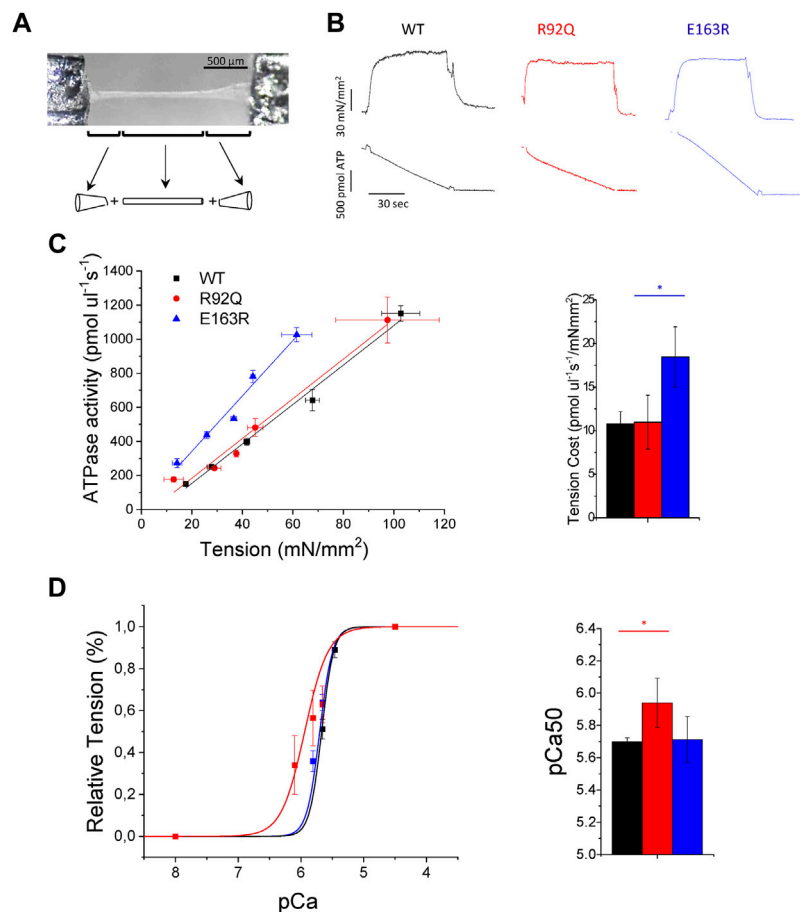 A
500 µm
+
+
B
WT
R92Q
E163R
30 mN/mm²
500 pmol ATP
30 sec
C
WT
R92Q
E163R
ATPase activity (pmol ul⁻¹s⁻¹)
1400
1200
1000
800
600
400
200
0
0
20
40
60
80
100
120
Tension (mN/mm²)
*
Tension Cost (pmol ul⁻¹s⁻¹/mNmm²)
25
20
15
10
5
0
D
Relative Tension (%)
1,0
0,8
0,6
0,4
0,2
0,0
8
7
6
5
4
pCa
*
pCa50
6.4
6.2
6.0
5.8
5.6
5.4
5.2
5.0